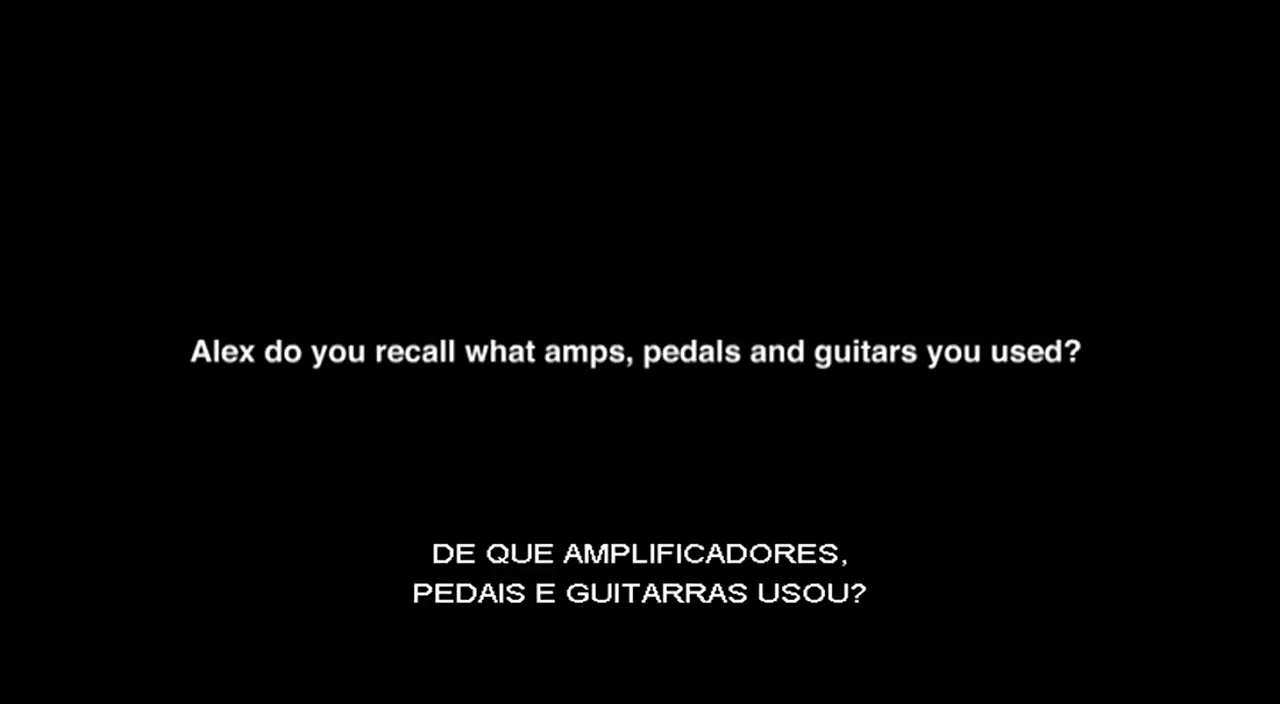 Alex do you recall what amps, pedals and guitars you used?
DE QUE AMPLIFICADORES,
PEDAIS E GUITARRAS USOU?